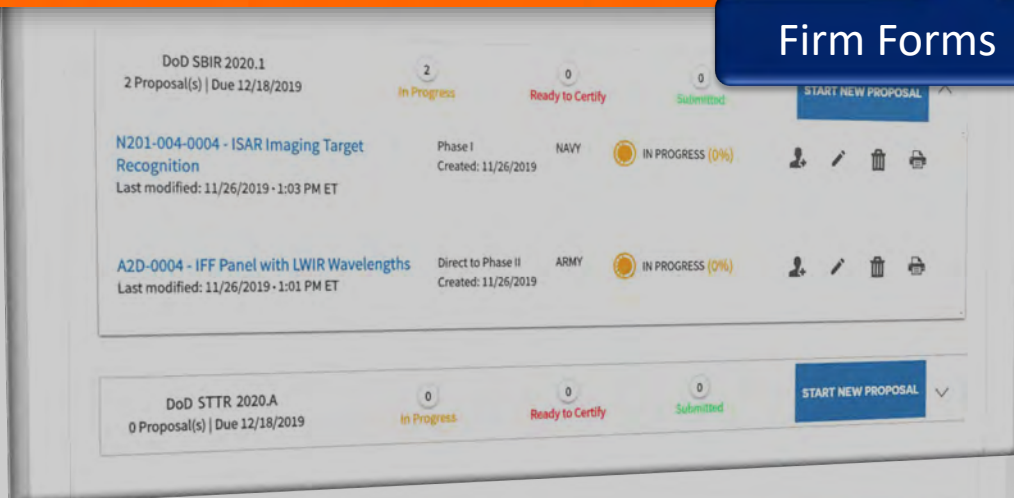 Firm Forms
DoD SBIR 2020.1
2 Proposal(s) | Due 12/18/2019
2
In Progress
0
Ready to Certify
0
Submitted
START NEW PROPOSAL
N201-004-0004 - ISAR Imaging Target
Recognition
Last modified: 11/26/2019 · 1:03 PM ET
Phase I
Created: 11/26/2019
NAVY
IN PROGRESS (0%)
A2D-0004 - IFF Panel with LWIR Wavelengths
Last modified: 11/26/2019 · 1:01 PM ET
Direct to Phase II
Created: 11/26/2019
ARMY
IN PROGRESS (0%)
DoD STTR 2020.A
0 Proposal(s) | Due 12/18/2019
0
In Progress
0
Ready to Certify
0
Submitted
START NEW PROPOSAL